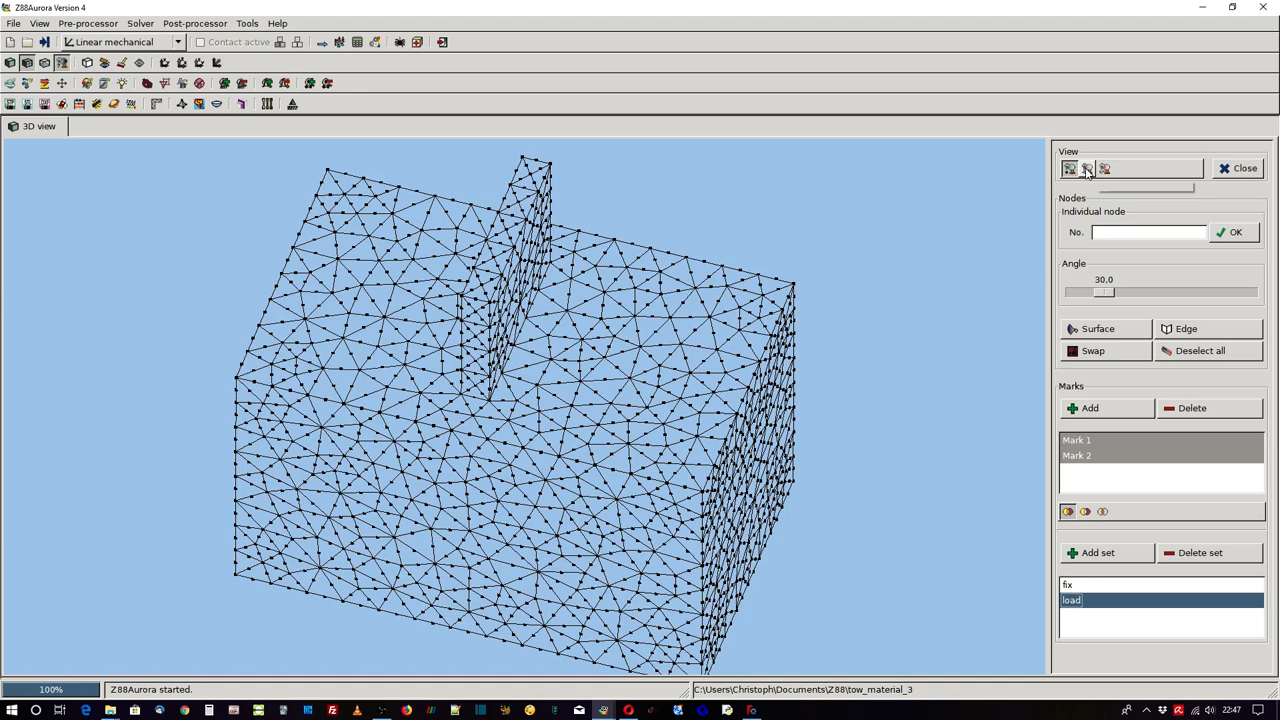 Z88Aurora Version 4
File View Pre-processor Solver Post-processor Tools Help
Linear mechanical Contact active
3D view
View
Close
Nodes
Individual node
No. OK
Angle
30,0
Surface Edge
Swap Deselect all
Marks
Add Delete
Mark 1
Mark 2
Add set Delete set
fix
load
100% Z88Aurora started. C:\Users\Christoph\Documents\Z88\tow_material_3
22:47